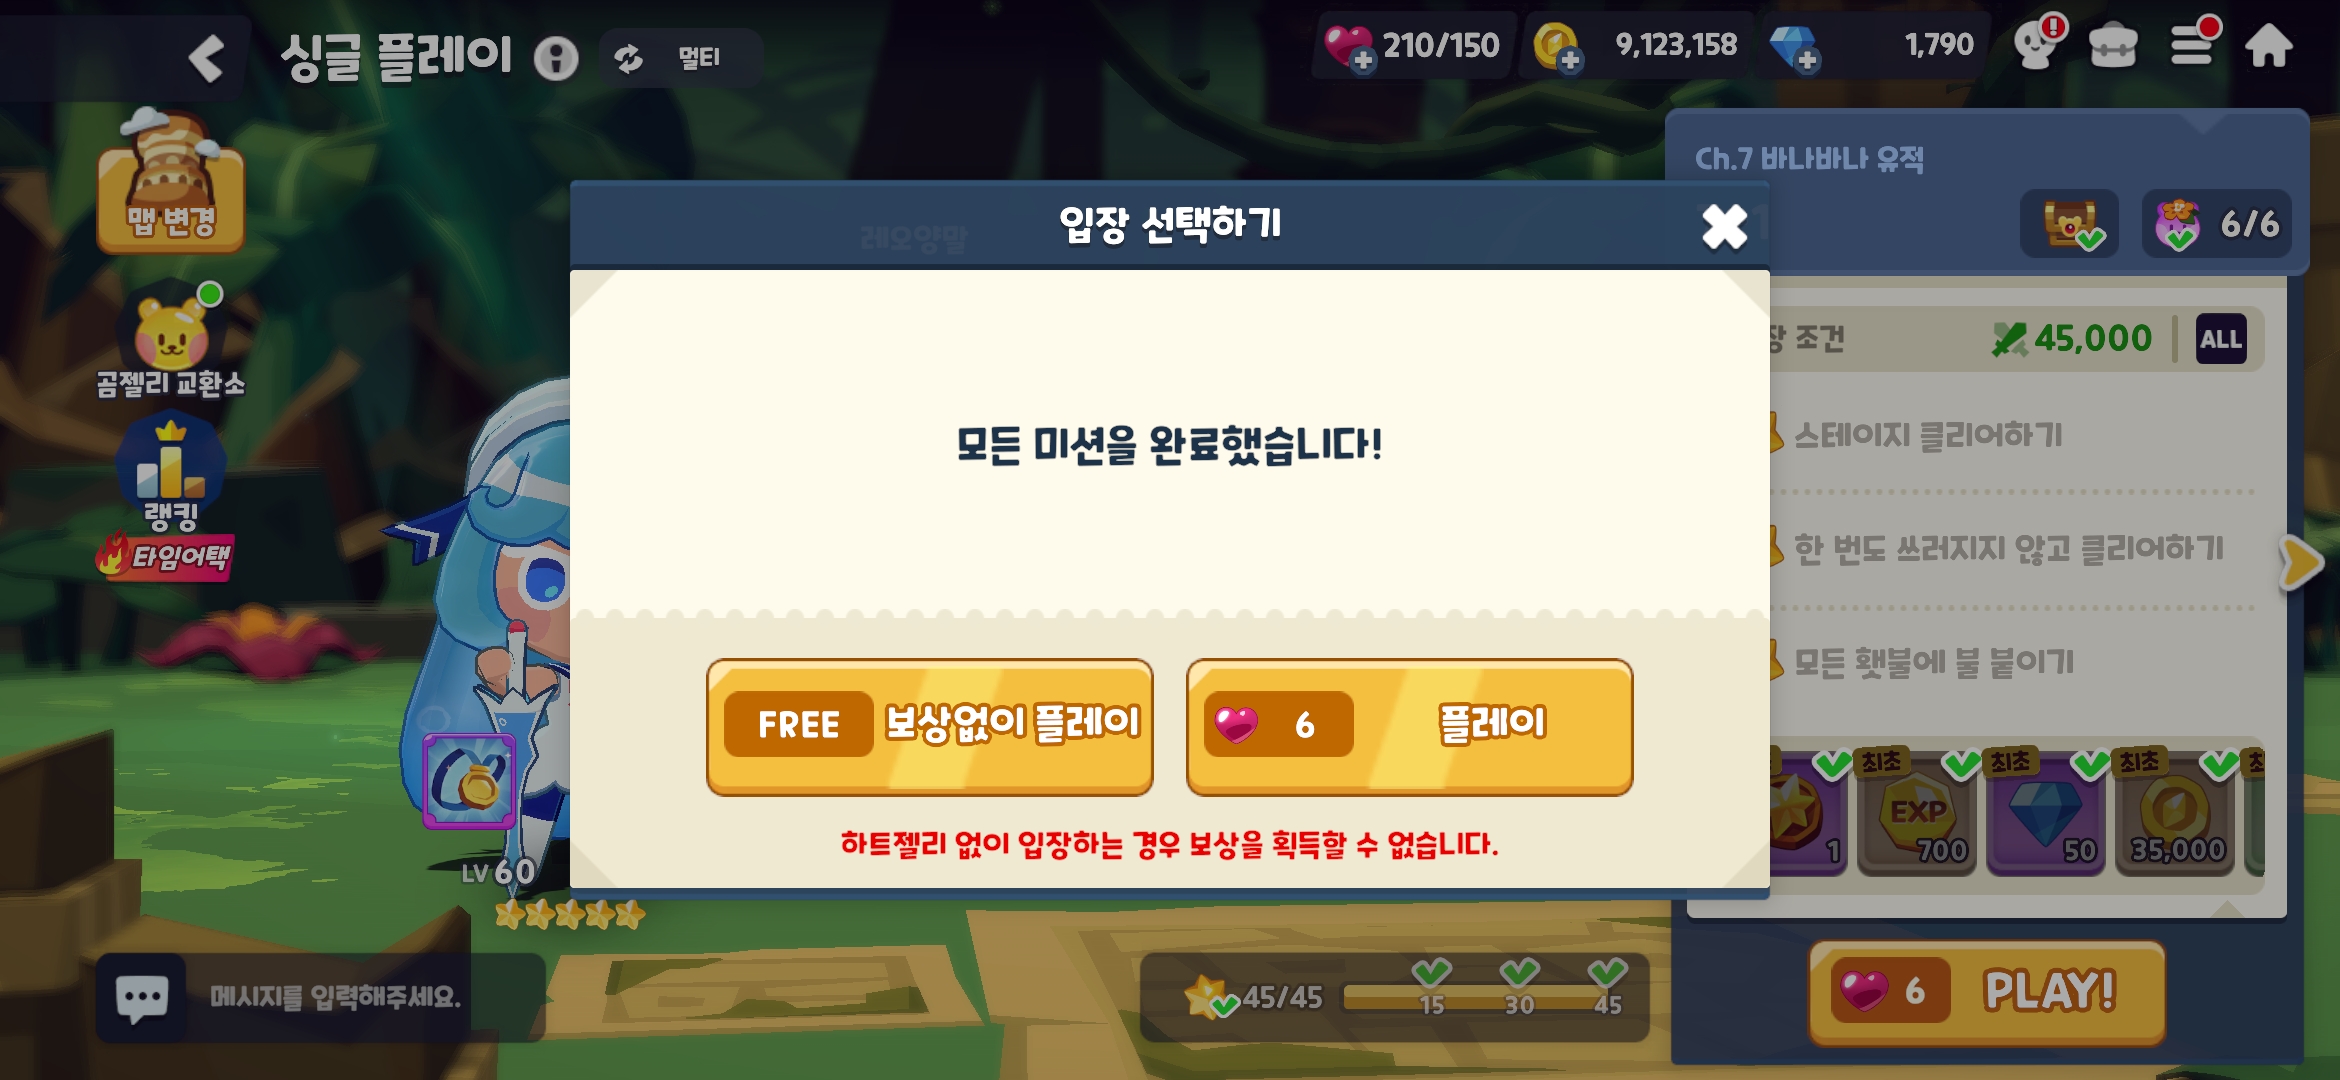 싱글 플레이
멀티
210/150
9,123,158
1,790
맵 변경
곰젤리 교환소
랭킹
타임어택
Ch.7 바나바나 유적
6/6
레오양말
입장 선택하기
모든 미션을 완료했습니다!
FREE 보상없이 플레이
6 플레이
하트젤리 없이 입장하는 경우 보상을 획득할 수 없습니다.
장 조건
45,000
ALL
스테이지 클리어하기
한 번도 쓰러지지 않고 클리어하기
모든 횃불에 불 붙이기
최초
최초
최초
1
EXP
700
50
35,000
LV 60
메시지를 입력해주세요.
45/45
15
30
45
6 PLAY!